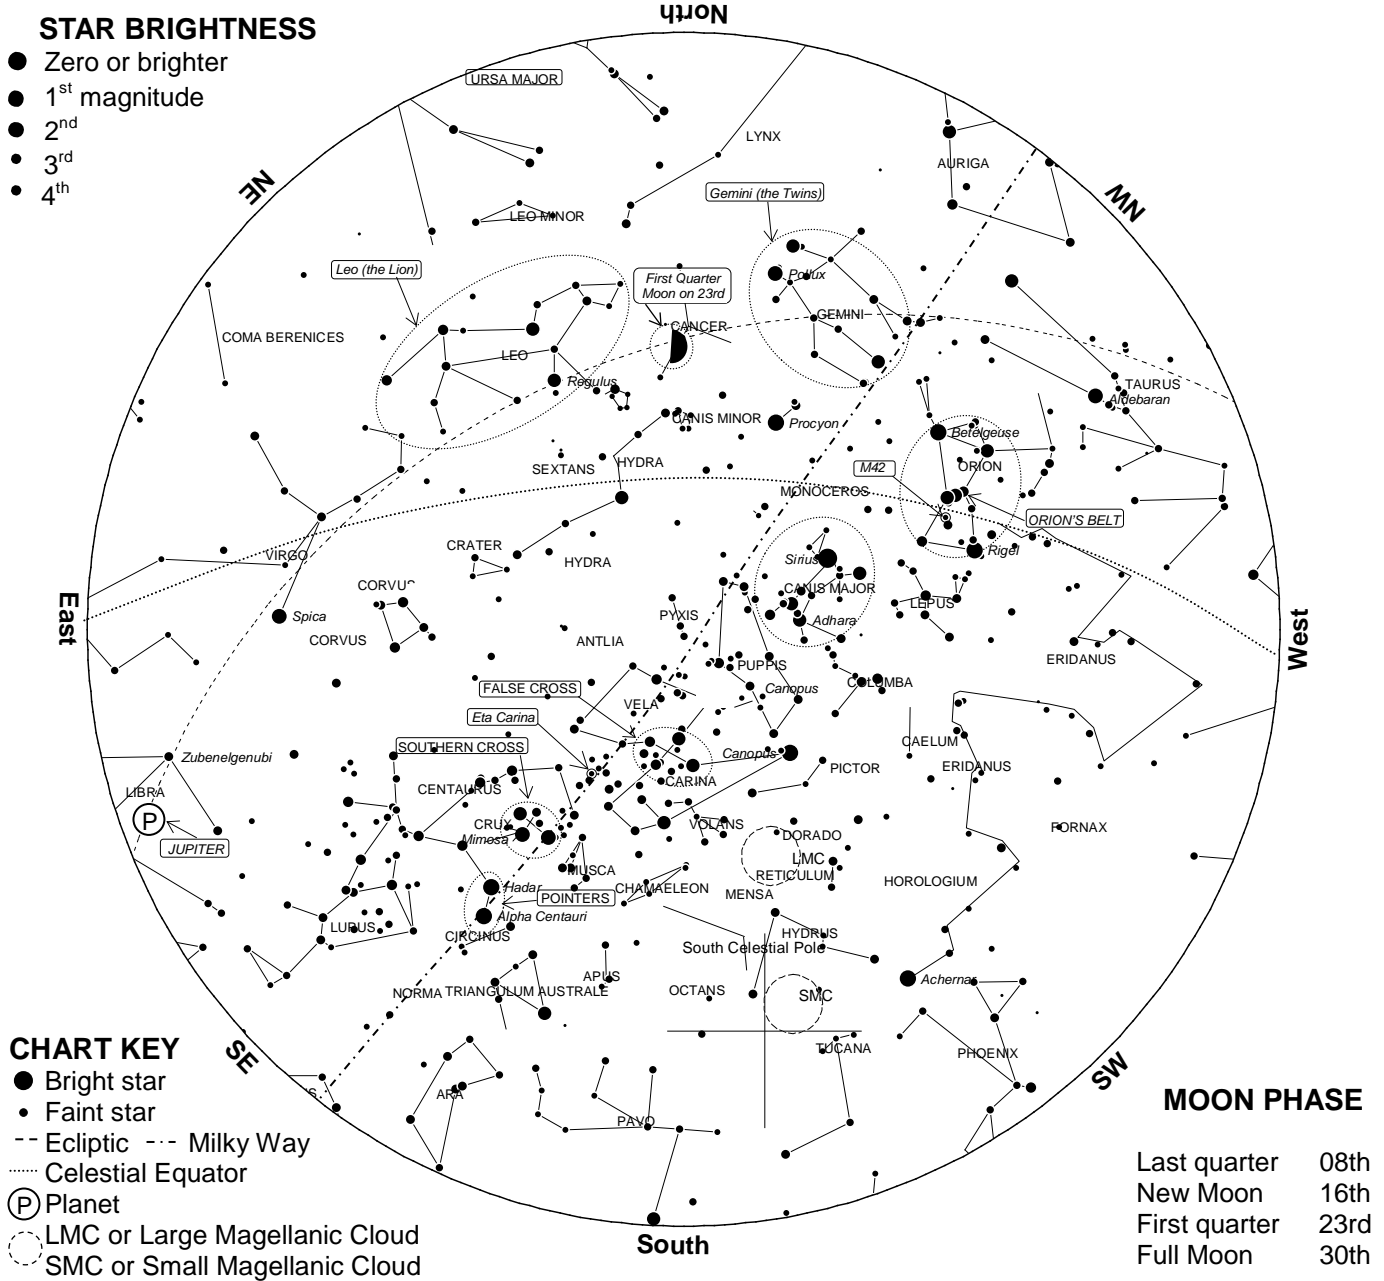 North
STAR BRIGHTNESS
Zero or brighter
1st magnitude
2nd
3rd
4th
URSA MAJOR
LYNX
AURIGA
NE
NW
Gemini (the Twins)
LEO MINOR
Leo (the Lion)
First Quarter
Moon on 23rd
Pollux
GEMINI
CANCER
COMA BERENICES
LEO
Regulus
TAURUS
Aldebaran
CANIS MINOR
Procyon
Betelgeuse
SEXTANS
HYDRA
M42
ORION
MONOCEROS
ORION'S BELT
VIRGO
CRATER
HYDRA
Sirius
Rigel
CORVUS
CANIS MAJOR
LEPUS
East
Spica
CORVUS
ANTLIA
PYXIS
Adhara
West
ERIDANUS
PUPPIS
FALSE CROSS
Canopus
COLUMBA
VELA
Eta Carina
SOUTHERN CROSS
Canopus
CAELUM
Zubenelgenubi
PICTOR
ERIDANUS
LIBRA
CENTAURUS
CARINA
P
JUPITER
CRUX
Mimosa
VOLANS
DORADO
FORNAX
LMC
MUSCA
RETICULUM
HOROLOGIUM
Hadar
POINTERS
CHAMAELEON
MENSA
Alpha Centauri
LUPUS
CIRCINUS
HYDRUS
South Celestial Pole
APUS
Achernar
NORMA
TRIANGULUM AUSTRALE
OCTANS
SMC
SE
TUCANA
PHOENIX
SW
ARA
PAVO
South
CHART KEY
Bright star
Faint star
Ecliptic
Milky Way
Celestial Equator
P Planet
LMC or Large Magellanic Cloud
SMC or Small Magellanic Cloud
MOON PHASE
Last quarter 08th
New Moon 16th
First quarter 23rd
Full Moon 30th